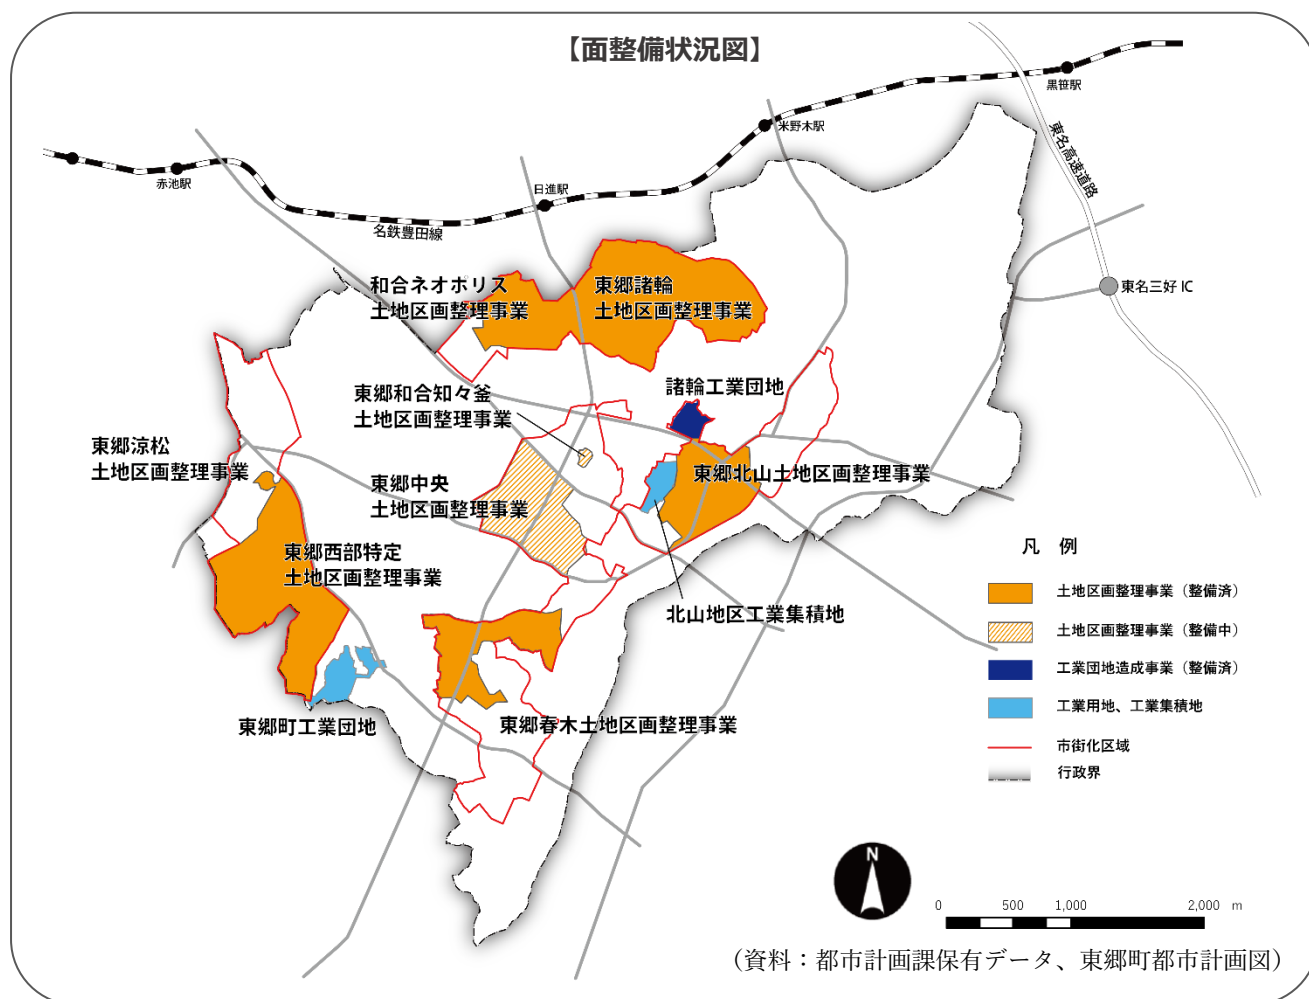 【面整備状況図】
黒笹駅
米野木駅
東名高速道路
赤池駅
日進駅
名鉄豊田線
和合ネオポリス
土地区画整理事業
東郷諸輪
土地区画整理事業
東名三好 IC
諸輪工業団地
東郷和合知々釜
土地区画整理事業
東郷涼松
土地区画整理事業
東郷中央
土地区画整理事業
東郷北山土地区画整理事業
東郷西部特定
土地区画整理事業
北山地区工業集積地
東郷町工業団地
東郷春木土地区画整理事業
凡 例
土地区画整理事業（整備済）
土地区画整理事業（整備中）
工業団地造成事業（整備済）
工業用地、工業集積地
市街化区域
行政界
N
0 500 1,000 2,000 m
（資料：都市計画課保有データ、東郷町都市計画図）